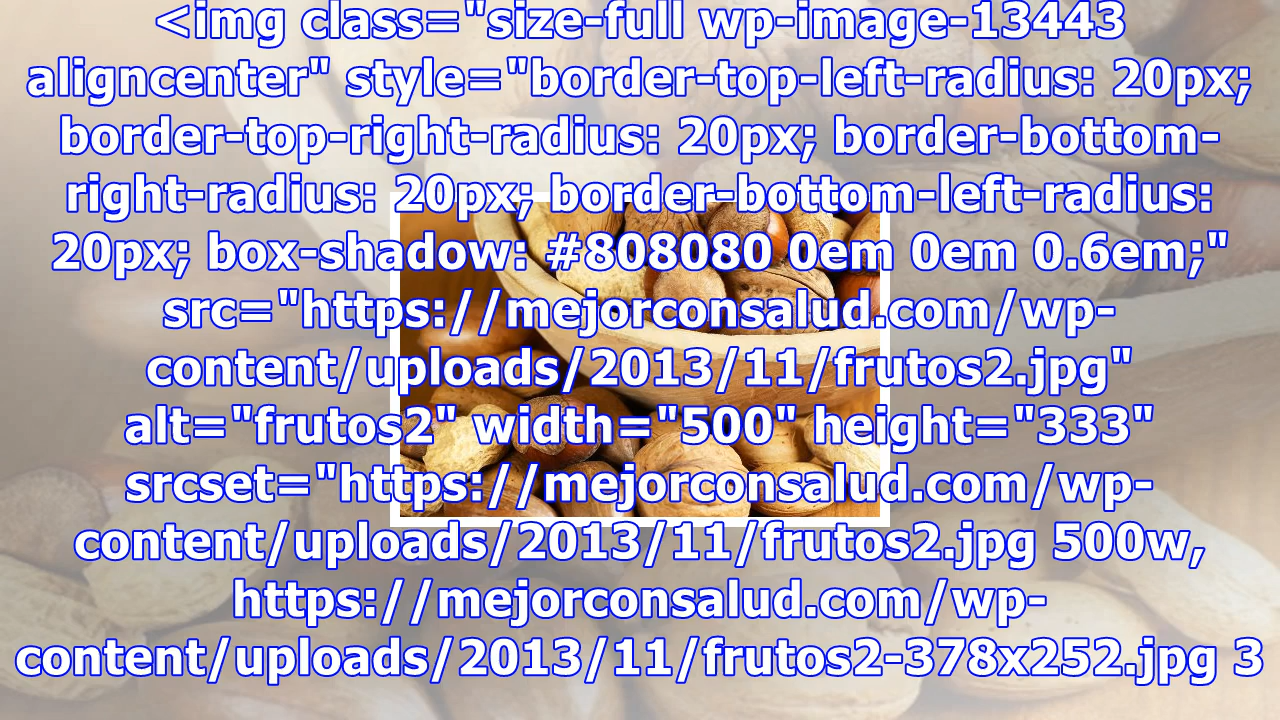 <img class="size-full wp-image-13443
aligncenter" style="border-top-left-radius: 20px;
border-top-right-radius: 20px; border-bottom-
right-radius: 20px; border-bottom-left-radius:
20px; box-shadow: #808080 0em 0em 0.6em;"
src="https://mejorconsalud.com/wp-
content/uploads/2013/11/frutos2.jpg"
alt="frutos2" width="500" height="333"
srcset="https://mejorconsalud.com/wp-
content/uploads/2013/11/frutos2.jpg 500w,
https://mejorconsalud.com/wp-
content/uploads/2013/11/frutos2-378x252.jpg 3